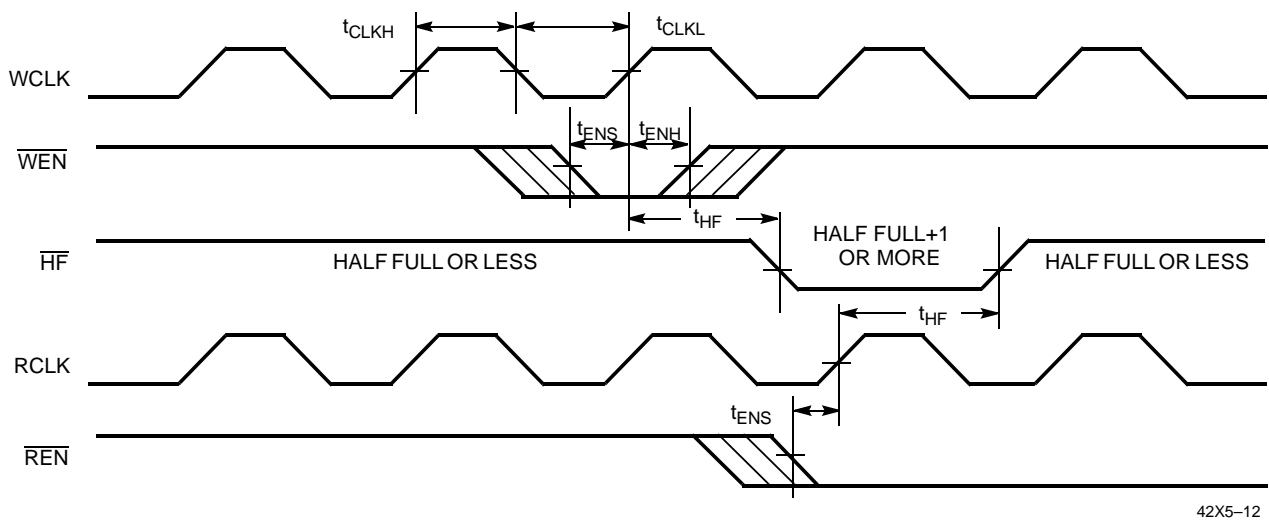 tCLKH
tCLKL
WCLK
tENS
tENH
WEN
tHF
HF
HALF FULL OR LESS
HALF FULL+1
OR MORE
HALF FULL OR LESS
tHF
RCLK
tENS
REN
42X5–12